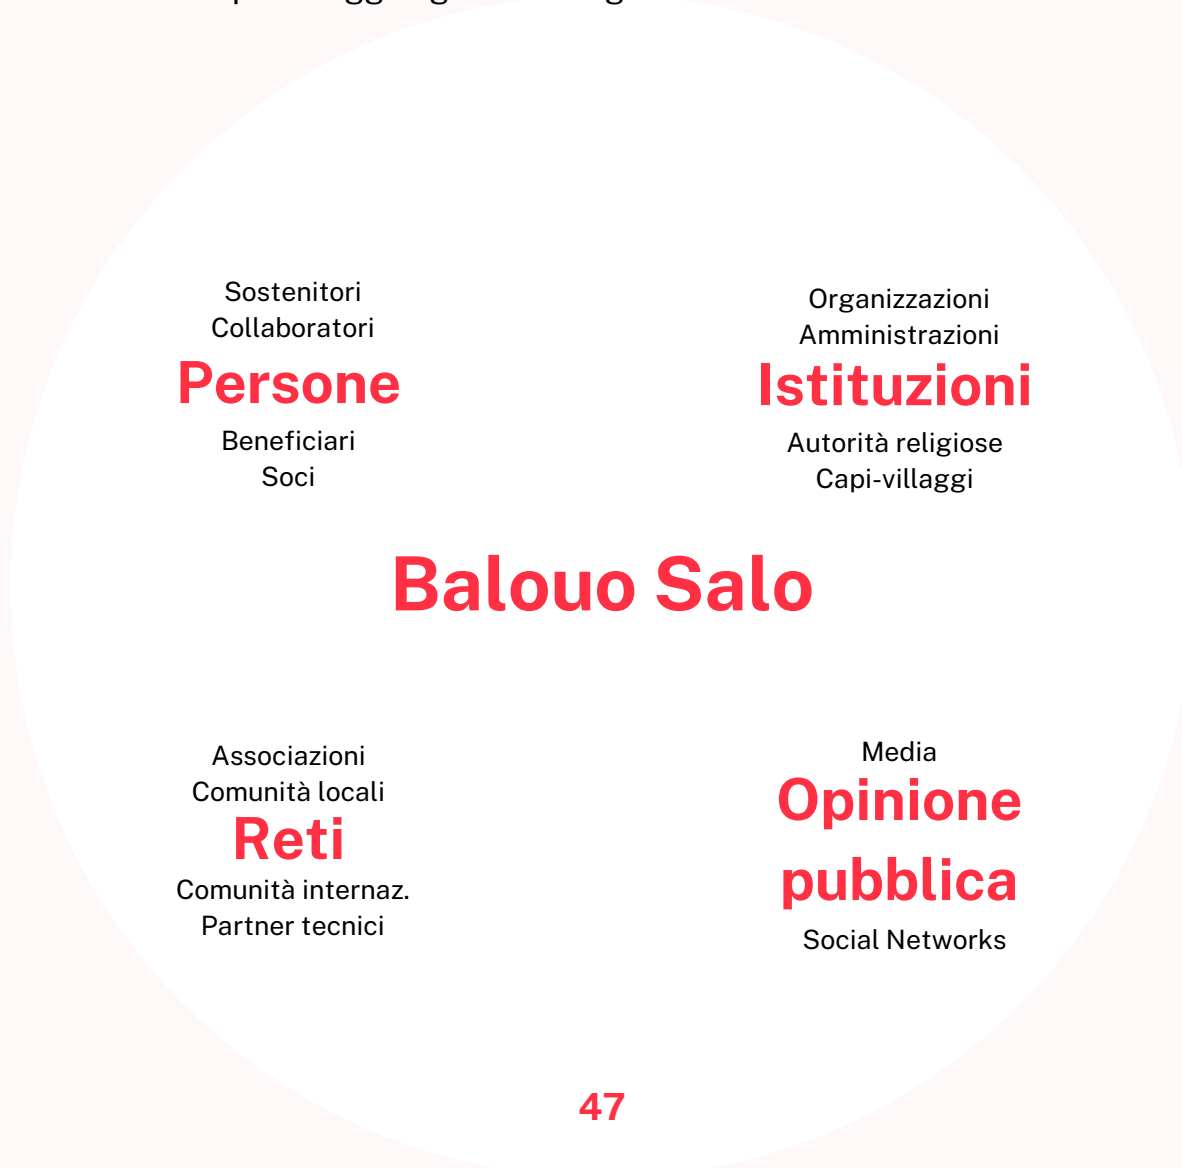 Sostenitori
Collaboratori
Persone
Beneficiari
Soci
Organizzazioni
Amministrazioni
Istituzioni
Autorità religiose
Capi-villaggi
Balouo Salo
Associazioni
Comunità locali
Reti
Comunità internaz.
Partner tecnici
Media
Opinione
pubblica
Social Networks
47